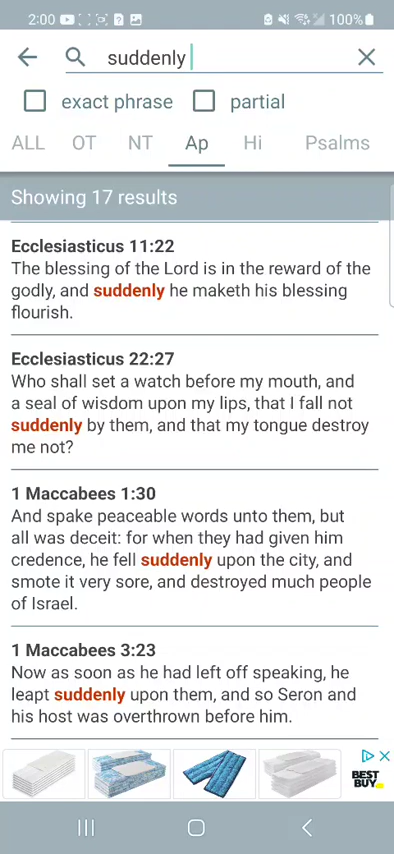 2:00 100%
suddenly
exact phrase partial
ALL OT NT Ap Hi Psalms
Showing 17 results
Ecclesiasticus 11:22
The blessing of the Lord is in the reward of the
godly, and suddenly he maketh his blessing
flourish.
Ecclesiasticus 22:27
Who shall set a watch before my mouth, and
a seal of wisdom upon my lips, that I fall not
suddenly by them, and that my tongue destroy
me not?
1 Maccabees 1:30
And spake peaceable words unto them, but
all was deceit: for when they had given him
credence, he fell suddenly upon the city, and
smote it very sore, and destroyed much people
of Israel.
1 Maccabees 3:23
Now as soon as he had left off speaking, he
leapt suddenly upon them, and so Seron and
his host was overthrown before him.
BEST
BUY